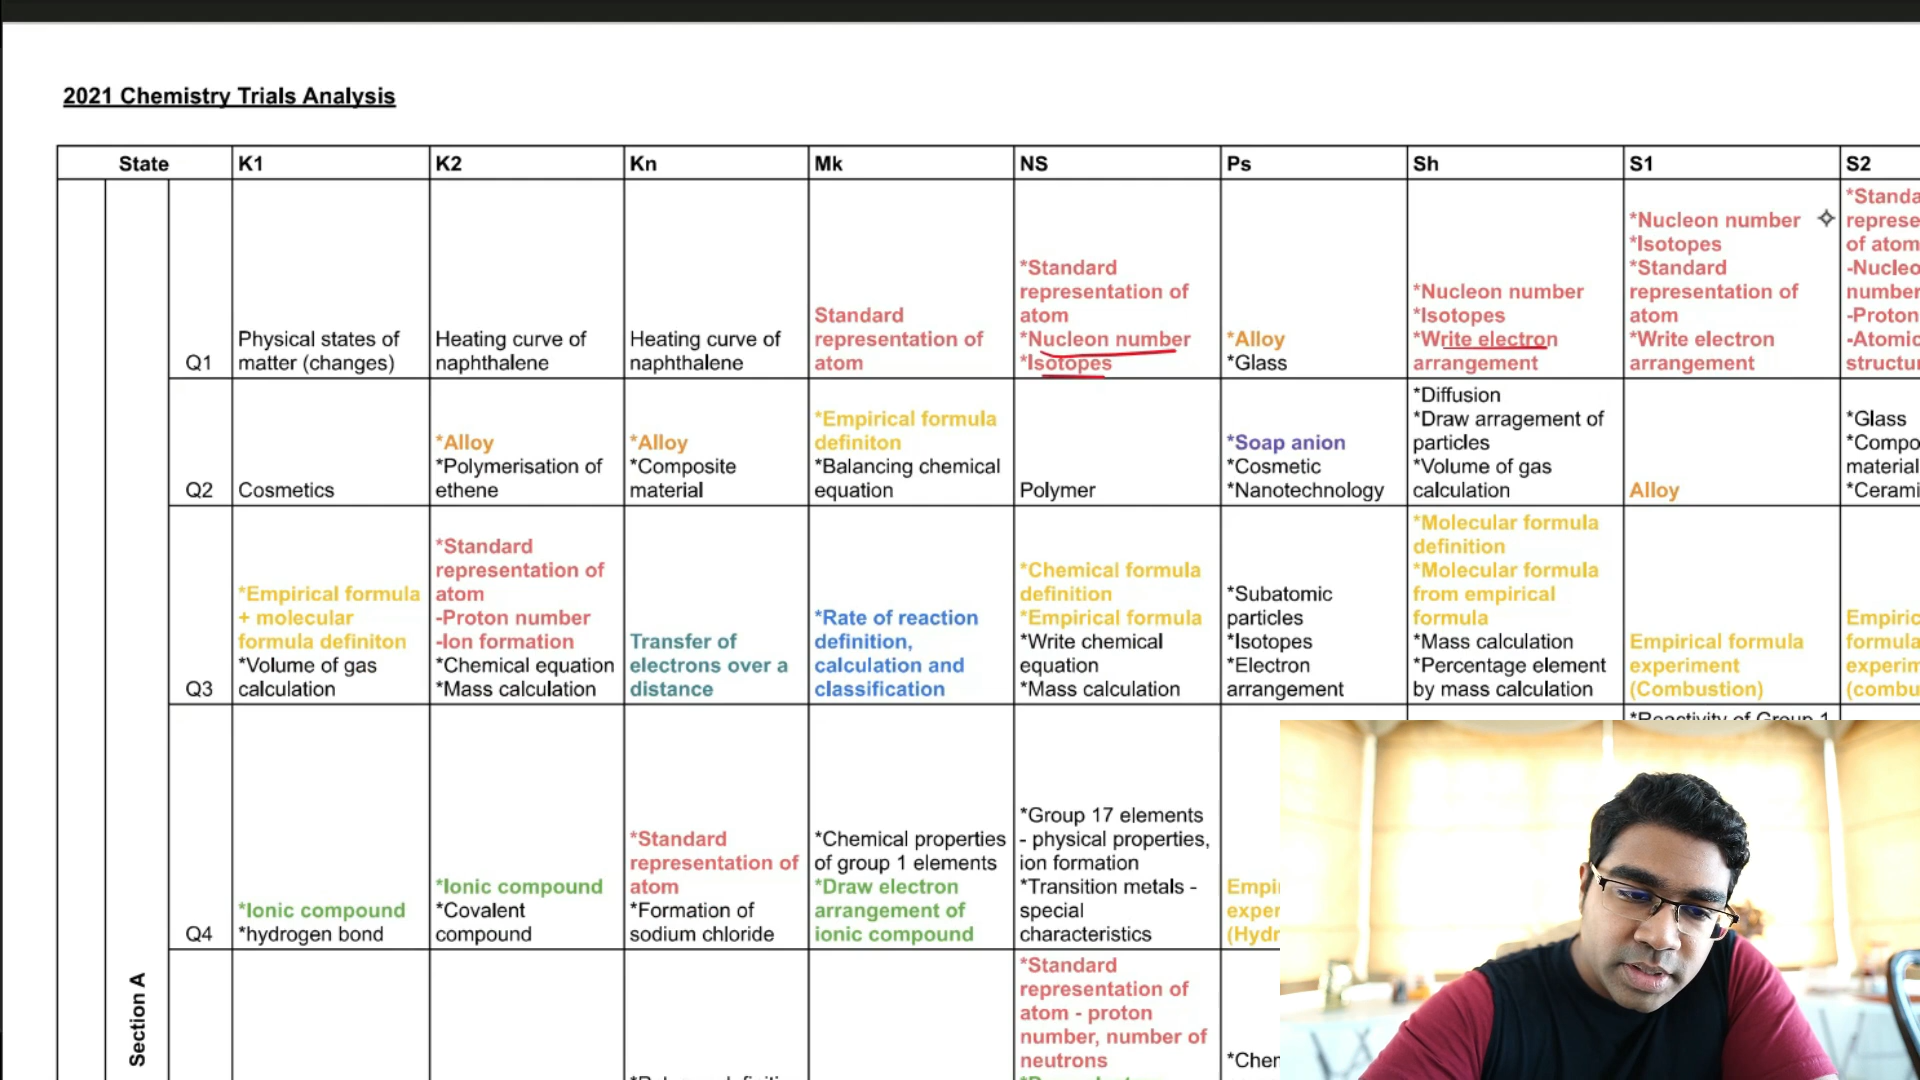 2021 Chemistry Trials Analysis
State K1 K2 Kn Mk NS Ps Sh S1 S2
Section A
Q1
Physical states of
matter (changes)
Heating curve of
naphthalene
Heating curve of
naphthalene
Standard
representation of
atom
*Standard
representation of
atom
*Nucleon number
*Isotopes
*Alloy
*Glass
*Nucleon number
*Isotopes
*Write electron
arrangement
*Nucleon number
*Isotopes
*Standard
representation of
atom
*Write electron
arrangement
*Standa
represe
of atom
-Nucleo
number
-Proton
-Atomic
structur
Q2
Cosmetics
*Alloy
*Polymerisation of
ethene
*Alloy
*Composite
material
*Empirical formula
definiton
*Balancing chemical
equation
Polymer
*Soap anion
*Cosmetic
*Nanotechnology
*Diffusion
*Draw arragement of
particles
*Volume of gas
calculation
Alloy
*Glass
*Compo
material
*Cerami
Q3
*Empirical formula
+ molecular
formula definiton
*Volume of gas
calculation
*Standard
representation of
atom
-Proton number
-Ion formation
*Chemical equation
*Mass calculation
Transfer of
electrons over a
distance
*Rate of reaction
definition,
calculation and
classification
*Chemical formula
definition
*Empirical formula
*Write chemical
equation
*Mass calculation
*Subatomic
particles
*Isotopes
*Electron
arrangement
*Molecular formula
definition
*Molecular formula
from empirical
formula
*Mass calculation
*Percentage element
by mass calculation
Empirical formula
experiment
(Combustion)
Empiric
formula
experim
(combu
Q4
*Ionic compound
*hydrogen bond
*Ionic compound
*Covalent
compound
*Standard
representation of
atom
*Formation of
sodium chloride
*Chemical properties
of group 1 elements
*Draw electron
arrangement of
ionic compound
*Group 17 elements
- physical properties,
ion formation
*Transition metals -
special
characteristics
Empi
exper
(Hydr
*Reactivity of Group 1
*Standard
representation of
atom - proton
number, number of
neutrons
*Chem